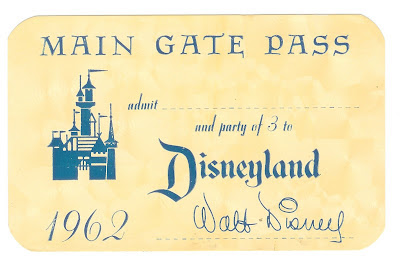 MAIN GATE PASS
admit
and party of 3 to
Disneyland
1962
Walt Disney